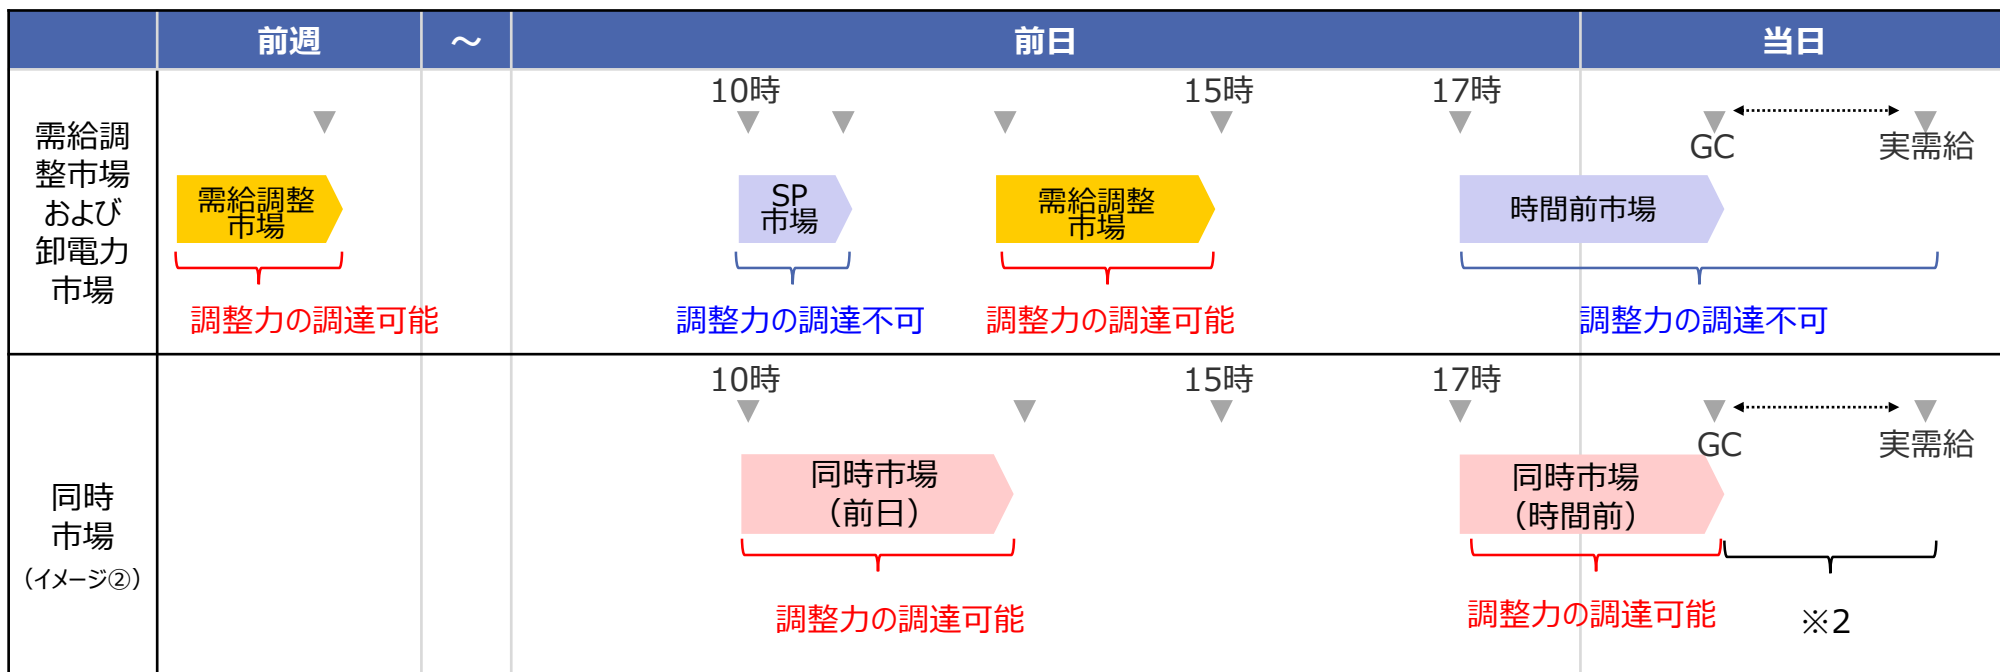 前週
～
前日
当日
需給調
整市場
および
卸電力
市場
10時
15時
17時
GC
実需給
需給調整
市場
SP
市場
需給調整
市場
時間前市場
調整力の調達可能
調整力の調達不可
調整力の調達可能
調整力の調達不可
同時
市場
（イメージ②）
10時
15時
17時
GC
実需給
同時市場
（前日）
同時市場
（時間前）
調整力の調達可能
調整力の調達可能
※2